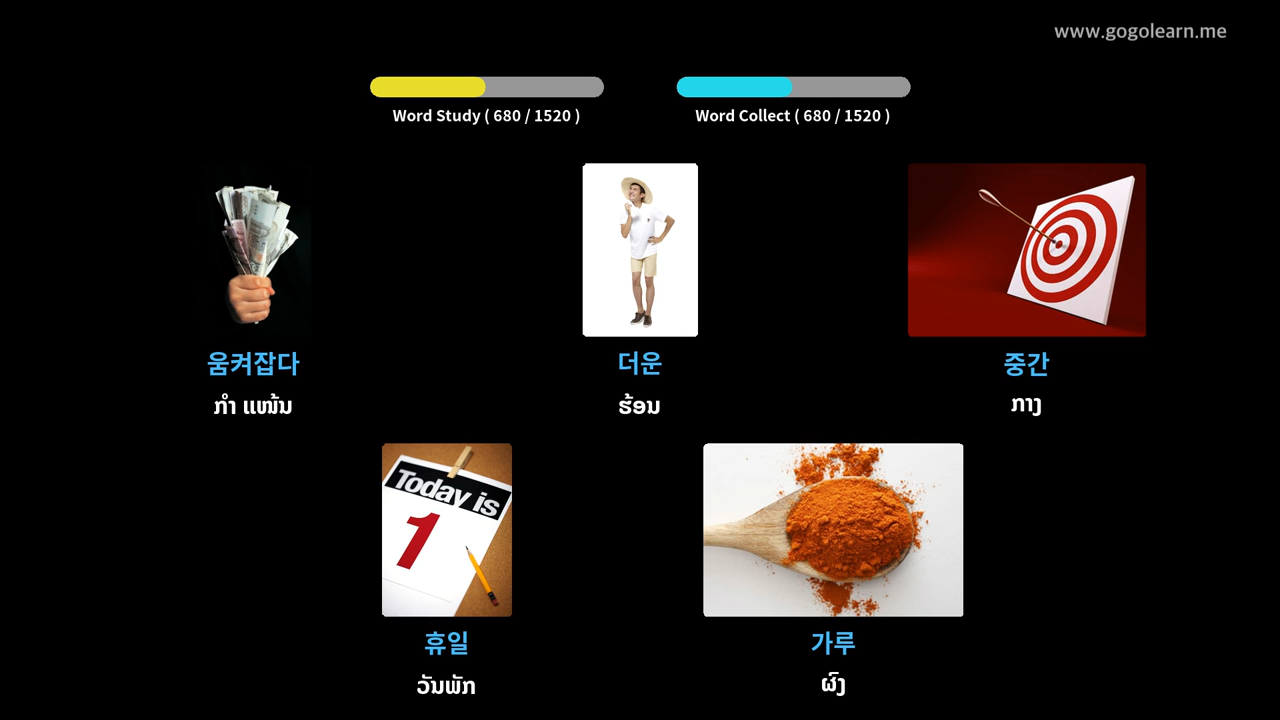 www.gogolearn.me
Word Study ( 680 / 1520 )
Word Collect ( 680 / 1520 )
움켜잡다
더운
중간
ກຳ ແໜ້ນ
ຮ້ອນ
ກາງ
Today is
1
휴일
가루
ວັນພັກ
ຜົງ